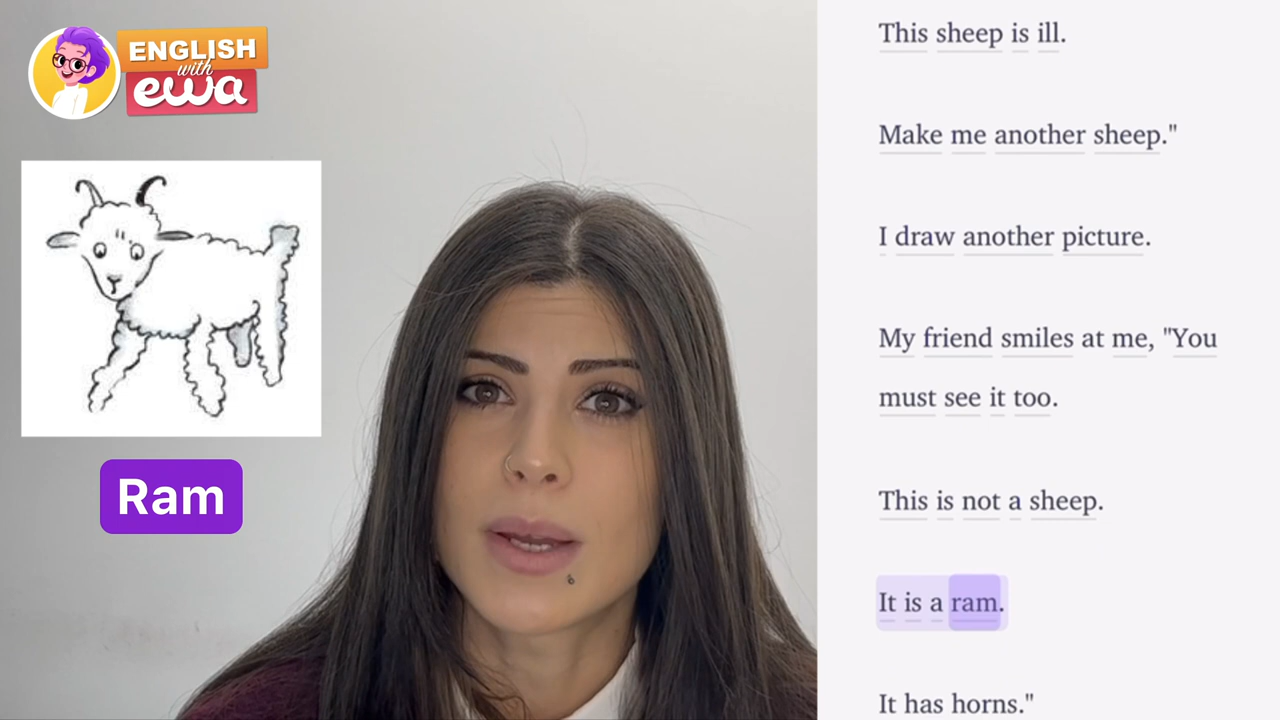 ENGLISH
with
ewa
Ram
This sheep is ill.
Make me another sheep."
I draw another picture.
My friend smiles at me, "You
must see it too.
This is not a sheep.
It is a ram.
It has horns."